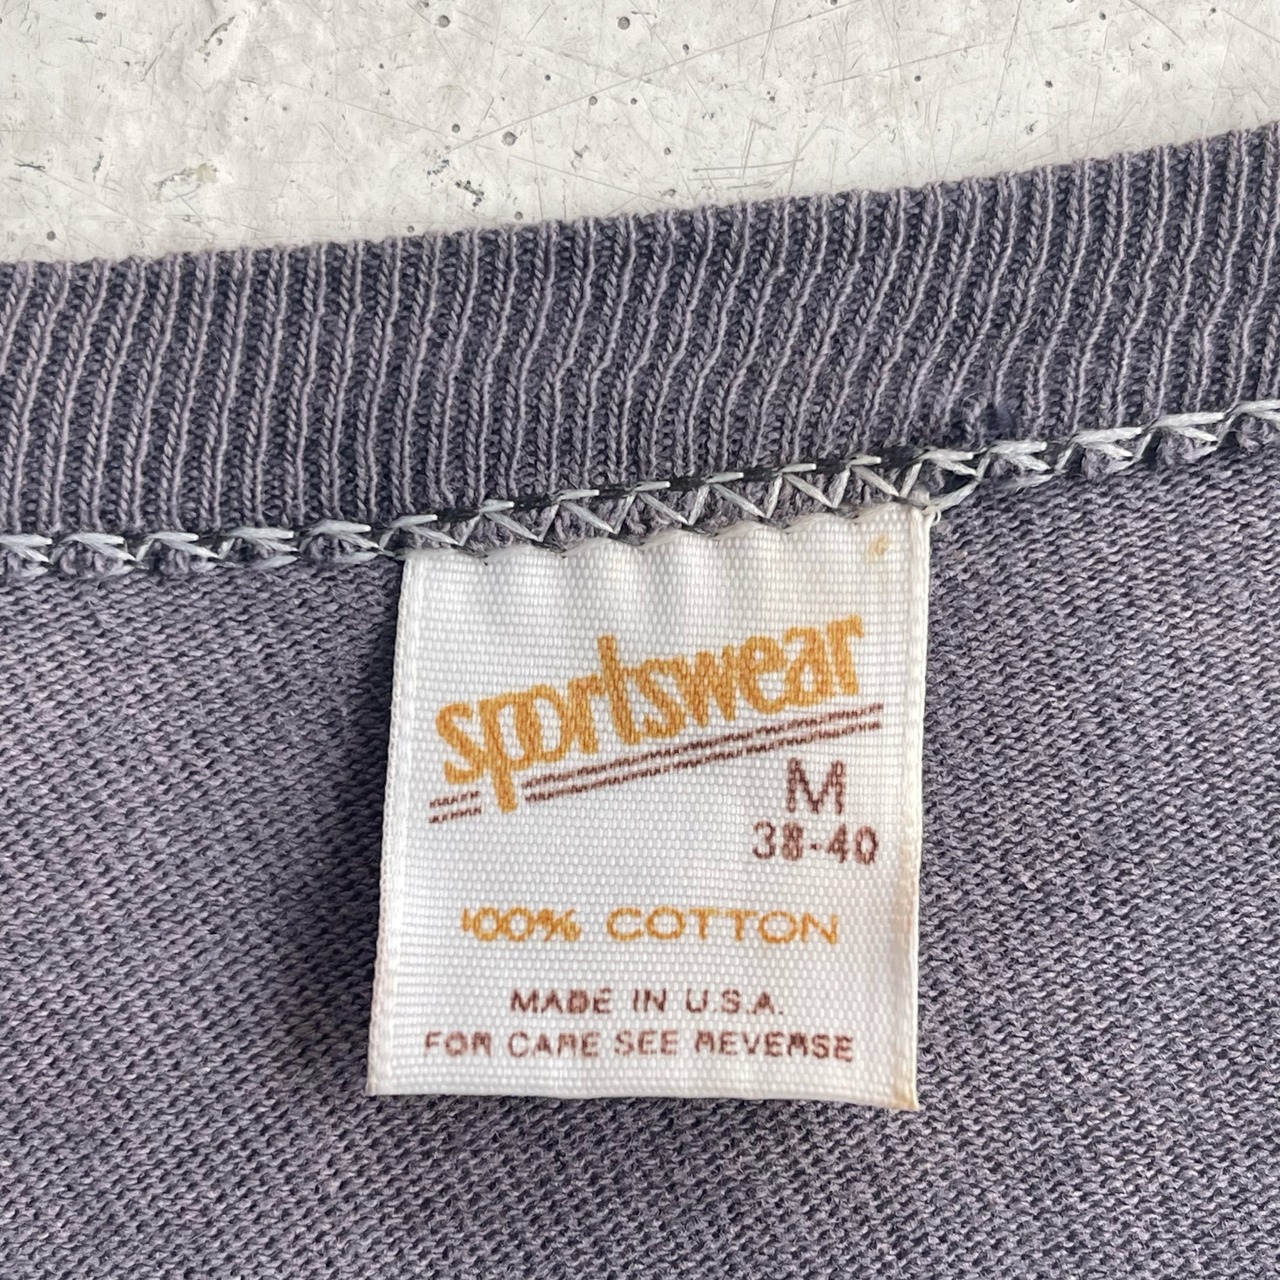 sportswear
M
38-40
100% COTTON
MADE IN U.S.A.
FOR CARE SEE REVERSE